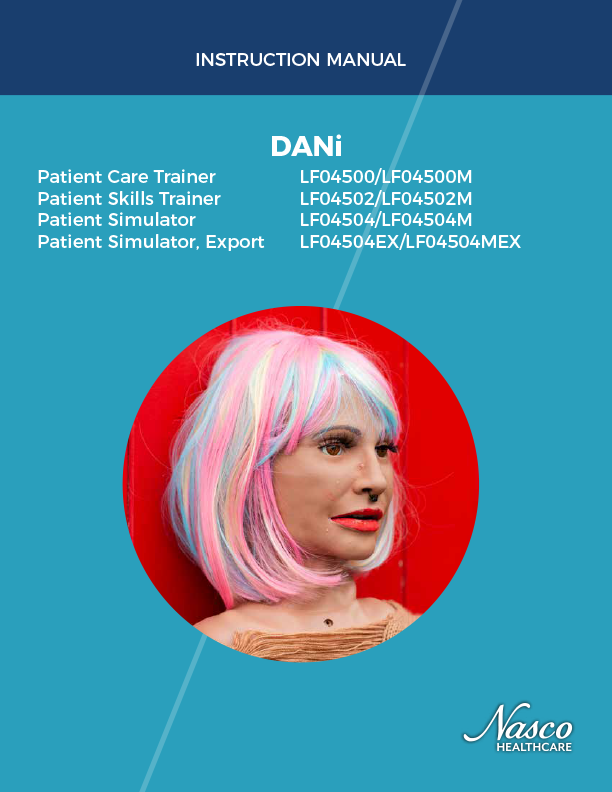 INSTRUCTION MANUAL
DANi
Patient Care Trainer LF04500/LF04500M
Patient Skills Trainer LF04502/LF04502M
Patient Simulator LF04504/LF04504M
Patient Simulator, Export LF04504EX/LF04504MEX
Nasco
HEALTHCARE